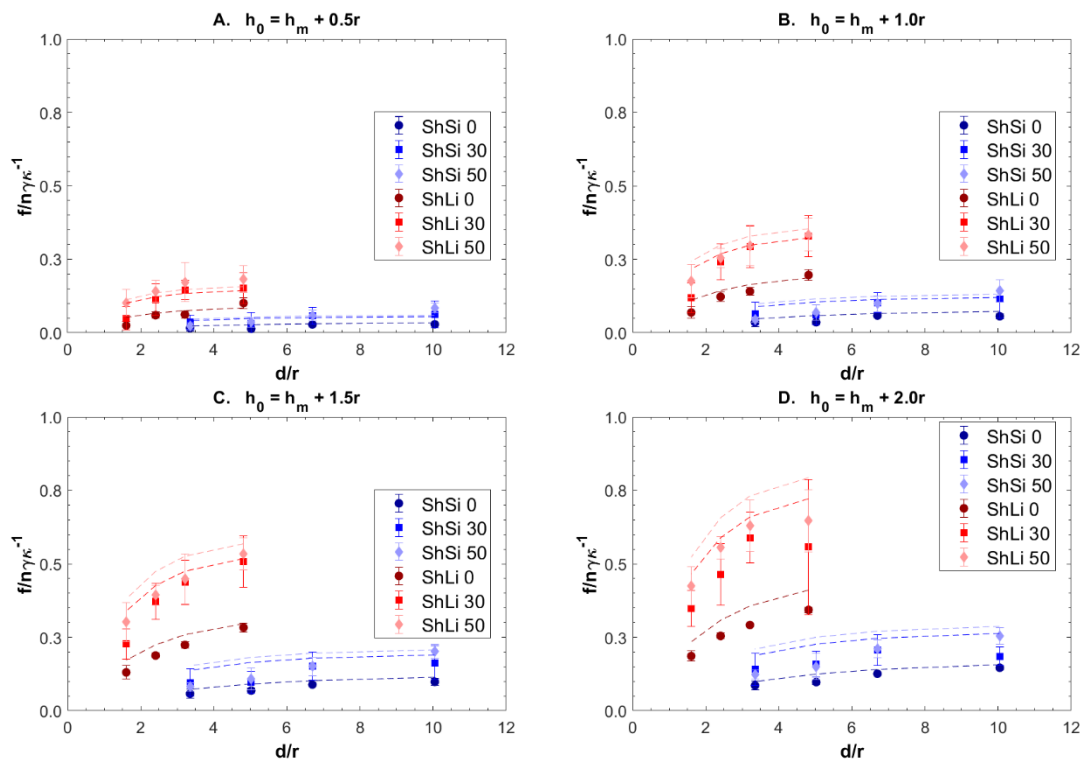 A. h0 = hm + 0.5r
1.0
0.8
0.5
0.3
0.0
f/nγκ-1
0 2 4 6 8 10 12
d/r
ShSi 0
ShSi 30
ShSi 50
ShLi 0
ShLi 30
ShLi 50
B. h0 = hm + 1.0r
1.0
0.8
0.5
0.3
0.0
f/nγκ-1
0 2 4 6 8 10 12
d/r
ShSi 0
ShSi 30
ShSi 50
ShLi 0
ShLi 30
ShLi 50
C. h0 = hm + 1.5r
1.0
0.8
0.5
0.3
0.0
f/nγκ-1
0 2 4 6 8 10 12
d/r
ShSi 0
ShSi 30
ShSi 50
ShLi 0
ShLi 30
ShLi 50
D. h0 = hm + 2.0r
1.0
0.8
0.5
0.3
0.0
f/nγκ-1
0 2 4 6 8 10 12
d/r
ShSi 0
ShSi 30
ShSi 50
ShLi 0
ShLi 30
ShLi 50